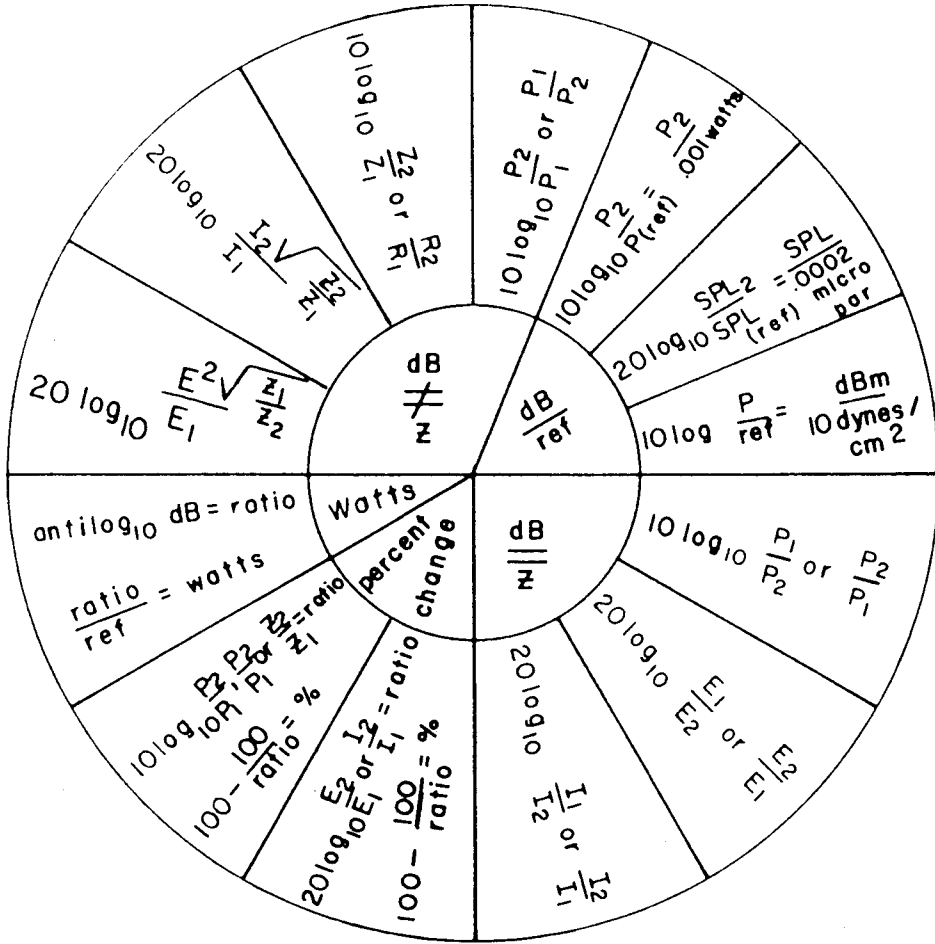 10 log10 Z2/Z1 or R2/R1
10 log10 P2/P1 or P1/P2
10 log10 P2/P(ref) = P2/.001 watts
20 log10 SPL2/SPL (ref) = SPL/.0002 micro par
10 log P/ref = dBm/10 dynes/cm2
20 log10 I2/I1 √Z2/Z1
20 log10 E2/E1 √Z1/Z2
dB
≠
Z
dB
ref
Watts
percent
change
dB
=
Z
antilog10 dB = ratio
ratio/ref = watts
10 log10 P2/P1, P2/P1 or Z2/Z1 = ratio
100 - 100/ratio = %
20 log10 E2/E1 or I2/I1 = ratio
100 - 100/ratio = %
20 log10 I1/I2 or I2/I1
20 log10 E1/E2 or E2/E1
10 log10 P1/P2 or P2/P1